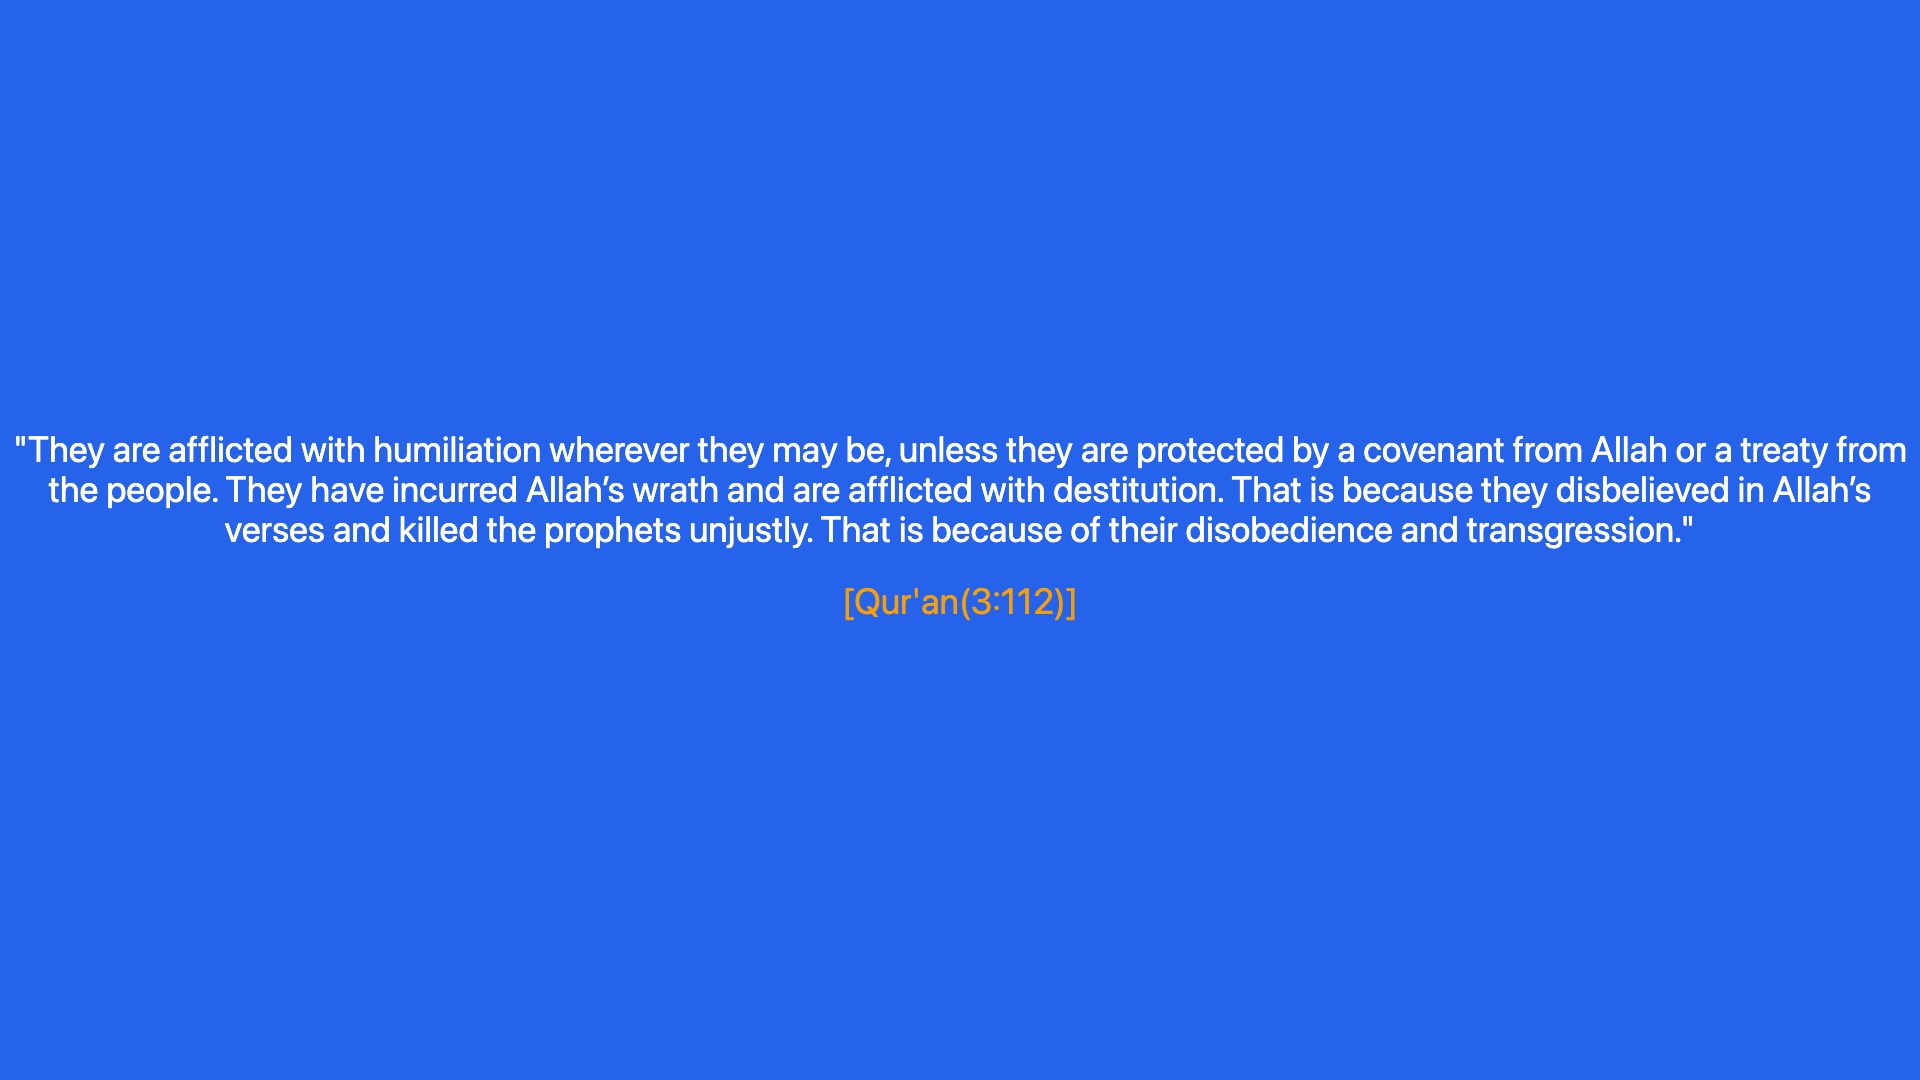 "They are afflicted with humiliation wherever they may be, unless they are protected by a covenant from Allah or a treaty from
the people. They have incurred Allah’s wrath and are afflicted with destitution. That is because they disbelieved in Allah’s
verses and killed the prophets unjustly. That is because of their disobedience and transgression."
[Qur'an(3:112)]